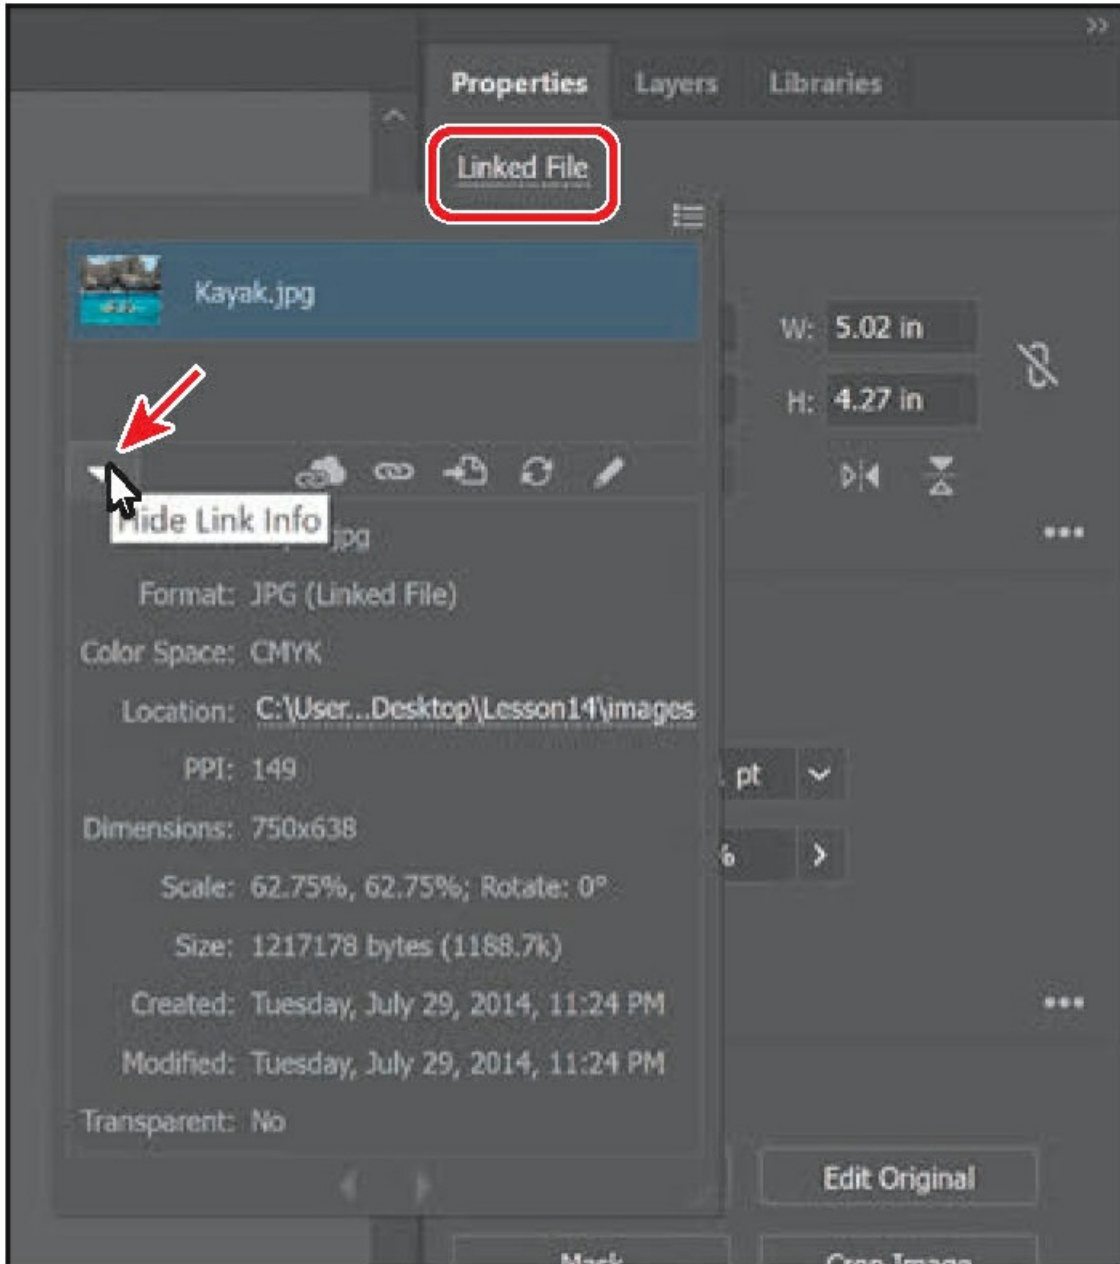 Properties Layers Libraries
Linked File
Kayak.jpg
W: 5.02 in
H: 4.27 in
Hide Link Info
.jpg
Format: JPG (Linked File)
Color Space: CMYK
Location: C:\User...Desktop\Lesson14\images
PPI: 149
pt
Dimensions: 750x638
%
Scale: 62.75%, 62.75%; Rotate: 0°
Size: 1217178 bytes (1188.7k)
Created: Tuesday, July 29, 2014, 11:24 PM
Modified: Tuesday, July 29, 2014, 11:24 PM
Transparent: No
Edit Original
Mask Crop Image